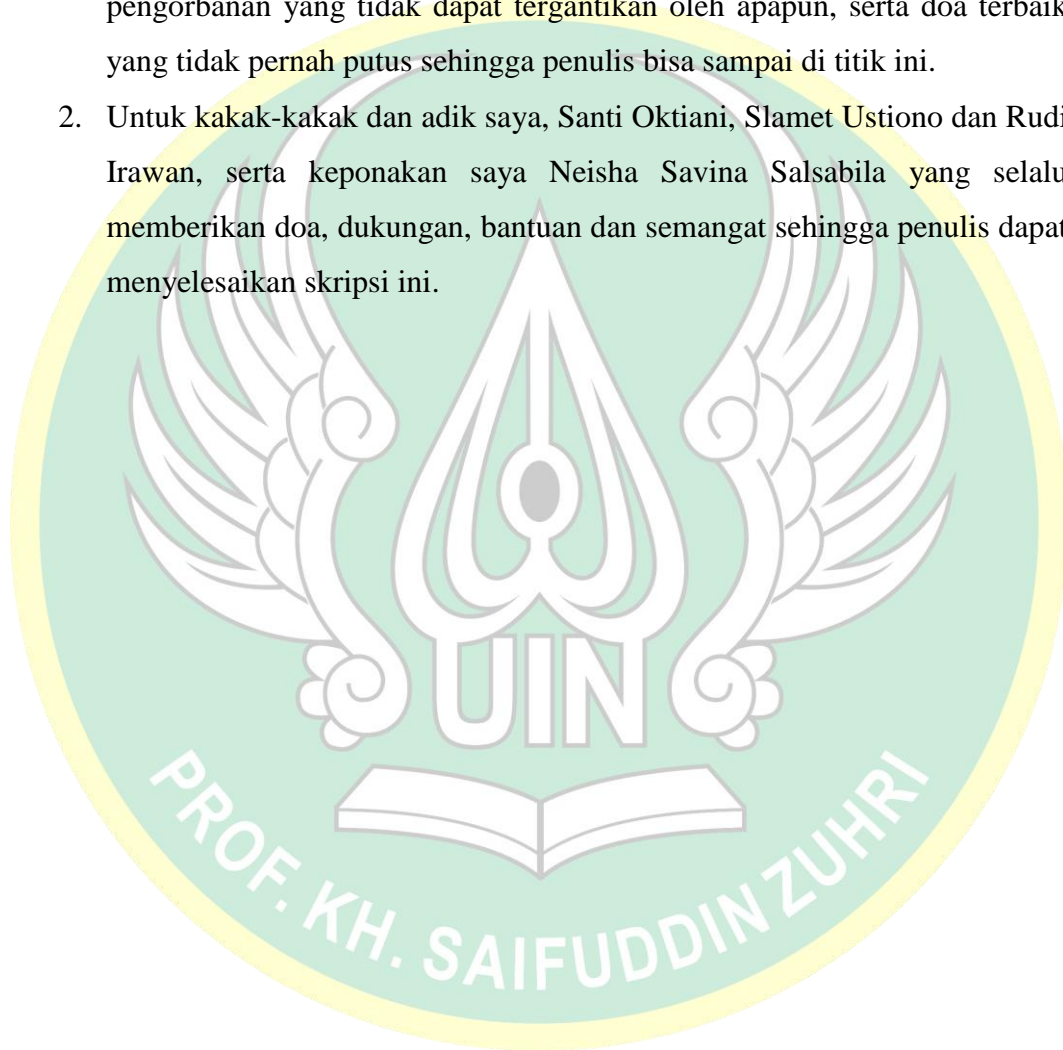 pengorbanan yang tidak dapat tergantikan oleh apapun, serta doa terbaik
yang tidak pernah putus sehingga penulis bisa sampai di titik ini.
2. Untuk kakak-kakak dan adik saya, Santi Oktiani, Slamet Ustiono dan Rudi
Irawan, serta keponakan saya Neisha Savina Salsabila yang selalu
memberikan doa, dukungan, bantuan dan semangat sehingga penulis dapat
menyelesaikan skripsi ini.
UIN
PROF. KH. SAIFUDDIN ZUHRI